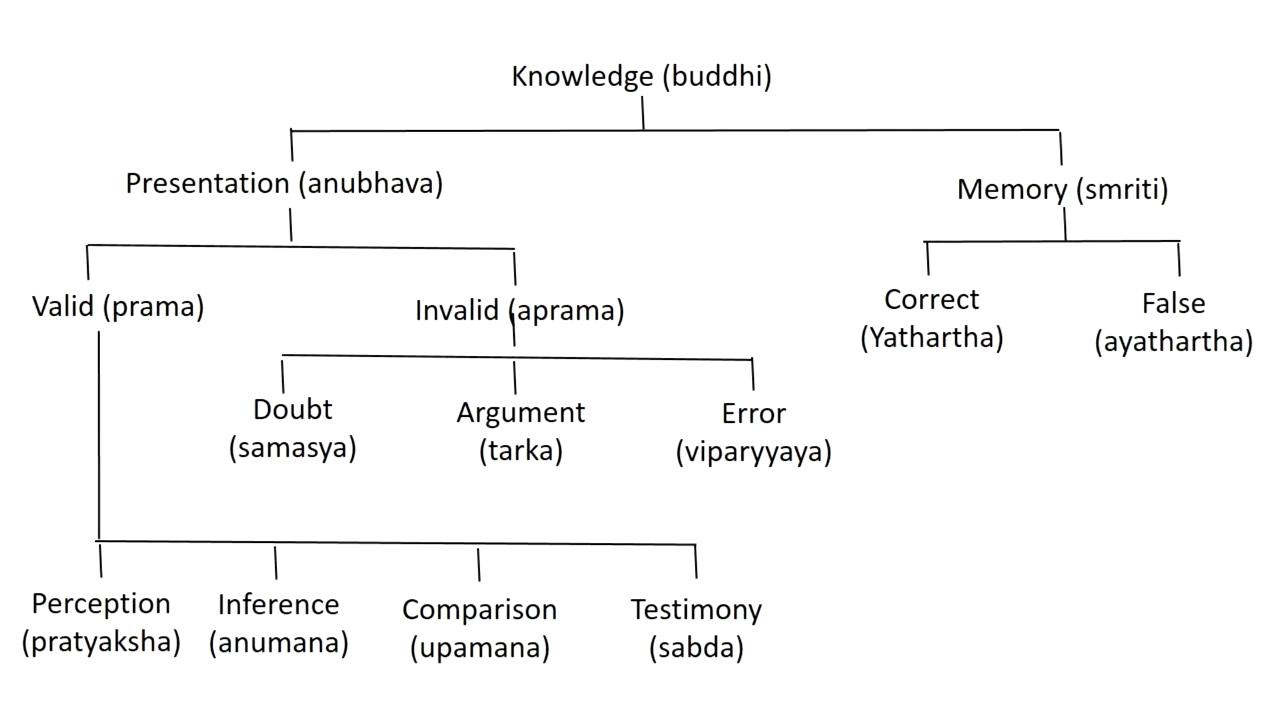 Knowledge (buddhi)
Presentation (anubhava)
Memory (smriti)
Valid (prama)
Invalid (aprama)
Correct
(Yathartha)
False
(ayathartha)
Doubt
(samasya)
Argument
(tarka)
Error
(viparyyaya)
Perception
(pratyaksha)
Inference
(anumana)
Comparison
(upamana)
Testimony
(sabda)